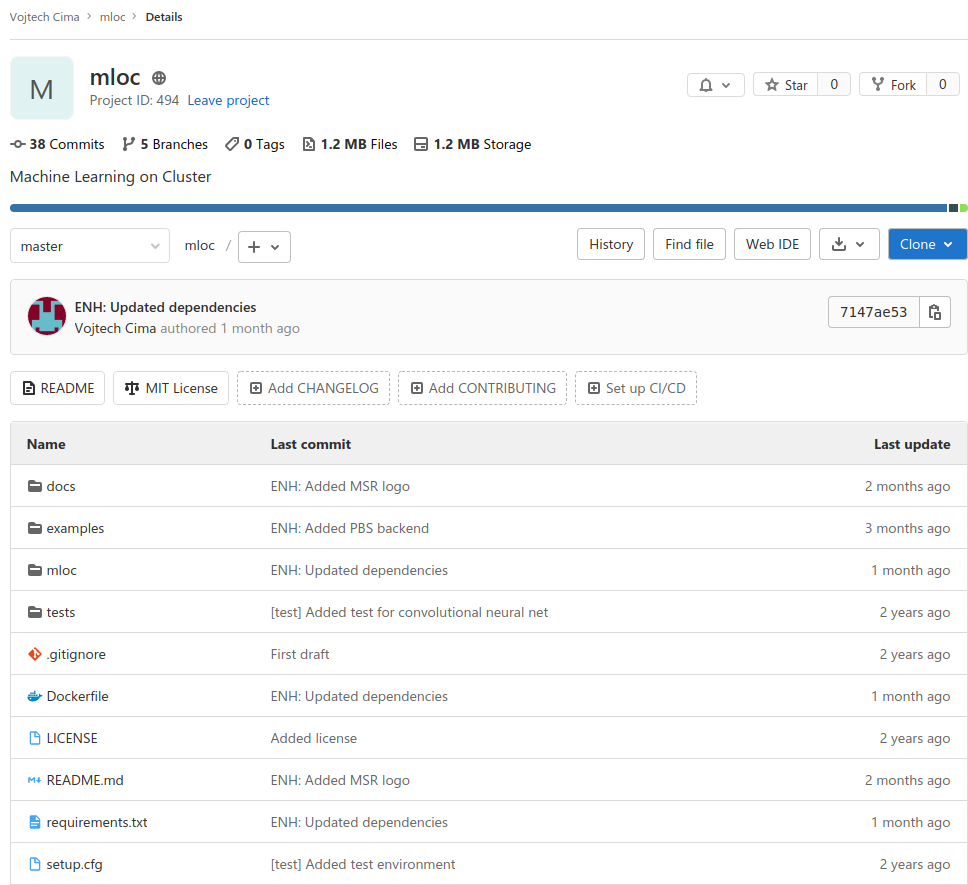 Vojtech Cima > mloc > Details
M
mloc
Project ID: 494 Leave project
Star 0 Fork 0
38 Commits 5 Branches 0 Tags 1.2 MB Files 1.2 MB Storage
Machine Learning on Cluster
master mloc / + History Find file Web IDE Clone
ENH: Updated dependencies
Vojtech Cima authored 1 month ago
7147ae53
README MIT License Add CHANGELOG Add CONTRIBUTING Set up CI/CD
Name Last commit Last update
docs ENH: Added MSR logo 2 months ago
examples ENH: Added PBS backend 3 months ago
mloc ENH: Updated dependencies 1 month ago
tests [test] Added test for convolutional neural net 2 years ago
.gitignore First draft 2 years ago
Dockerfile ENH: Updated dependencies 1 month ago
LICENSE Added license 2 years ago
README.md ENH: Added MSR logo 2 months ago
requirements.txt ENH: Updated dependencies 1 month ago
setup.cfg [test] Added test environment 2 years ago